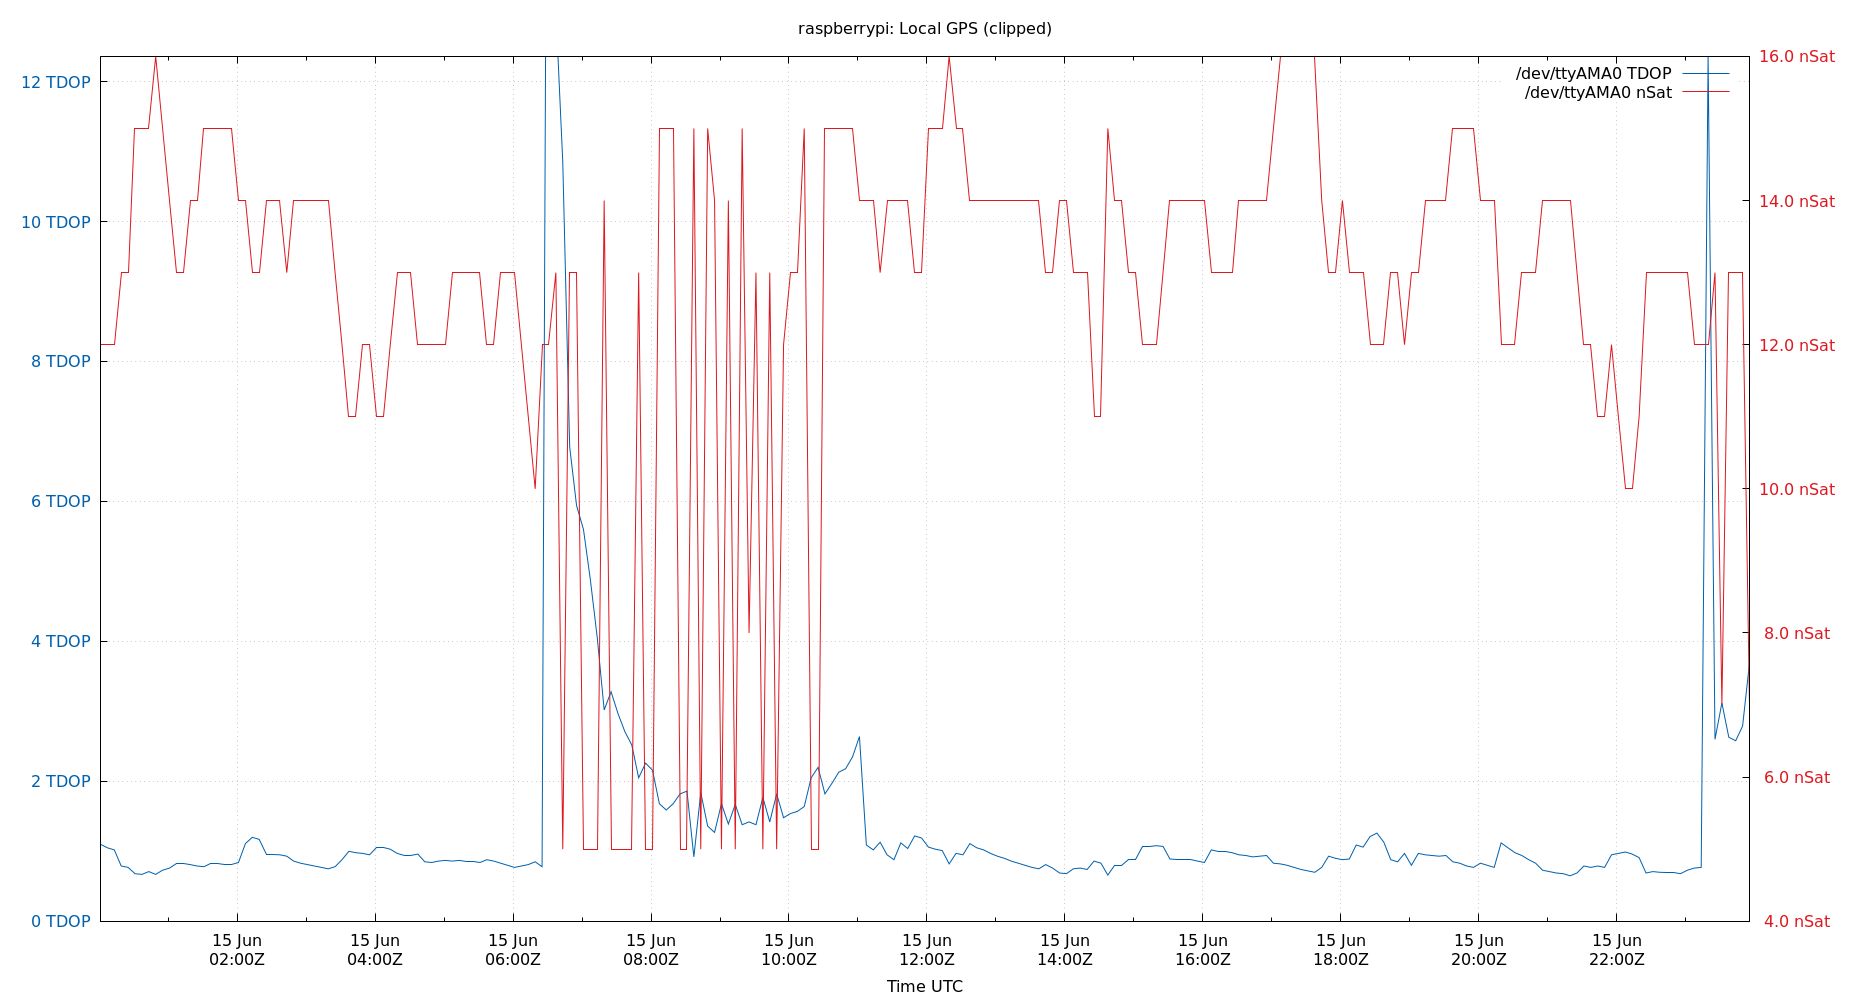 raspberrypi: Local GPS (clipped)
12 TDOP
10 TDOP
8 TDOP
6 TDOP
4 TDOP
2 TDOP
0 TDOP
16.0 nSat
14.0 nSat
12.0 nSat
10.0 nSat
8.0 nSat
6.0 nSat
4.0 nSat
/dev/ttyAMA0 TDOP
/dev/ttyAMA0 nSat
15 Jun
02:00Z
15 Jun
04:00Z
15 Jun
06:00Z
15 Jun
08:00Z
15 Jun
10:00Z
15 Jun
12:00Z
15 Jun
14:00Z
15 Jun
16:00Z
15 Jun
18:00Z
15 Jun
20:00Z
15 Jun
22:00Z
Time UTC